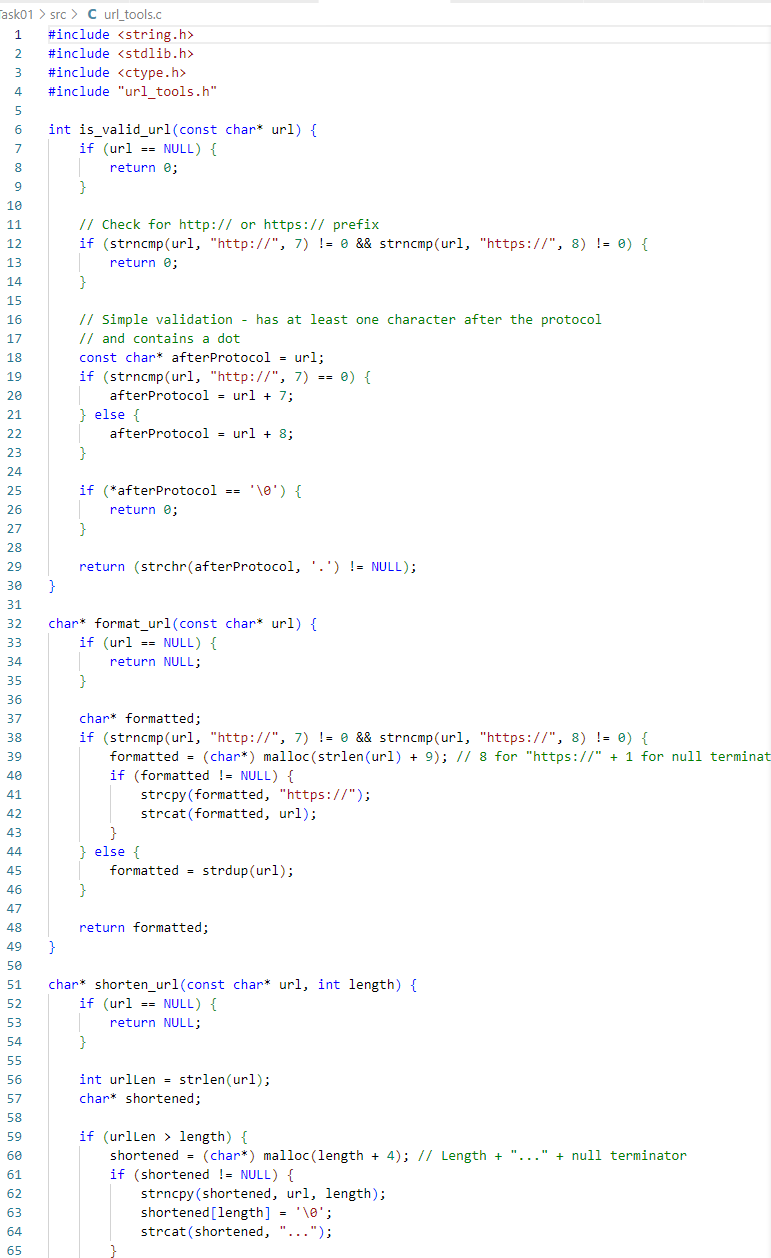 Task01 > src > C url_tools.c
1 #include <string.h>
2 #include <stdlib.h>
3 #include <ctype.h>
4 #include "url_tools.h"
5
6 int is_valid_url(const char* url) {
7     if (url == NULL) {
8         return 0;
9     }
10
11     // Check for http:// or https:// prefix
12     if (strncmp(url, "http://", 7) != 0 && strncmp(url, "https://", 8) != 0) {
13         return 0;
14     }
15
16     // Simple validation - has at least one character after the protocol
17     // and contains a dot
18     const char* afterProtocol = url;
19     if (strncmp(url, "http://", 7) == 0) {
20         afterProtocol = url + 7;
21     } else {
22         afterProtocol = url + 8;
23     }
24
25     if (*afterProtocol == '\0') {
26         return 0;
27     }
28
29     return (strchr(afterProtocol, '.') != NULL);
30 }
31
32 char* format_url(const char* url) {
33     if (url == NULL) {
34         return NULL;
35     }
36
37     char* formatted;
38     if (strncmp(url, "http://", 7) != 0 && strncmp(url, "https://", 8) != 0) {
39         formatted = (char*) malloc(strlen(url) + 9); // 8 for "https://" + 1 for null terminat
40         if (formatted != NULL) {
41             strcpy(formatted, "https://");
42             strcat(formatted, url);
43         }
44     } else {
45         formatted = strdup(url);
46     }
47
48     return formatted;
49 }
50
51 char* shorten_url(const char* url, int length) {
52     if (url == NULL) {
53         return NULL;
54     }
55
56     int urlLen = strlen(url);
57     char* shortened;
58
59     if (urlLen > length) {
60         shortened = (char*) malloc(length + 4); // Length + "..." + null terminator
61         if (shortened != NULL) {
62             strncpy(shortened, url, length);
63             shortened[length] = '\0';
64             strcat(shortened, "...");
65         }